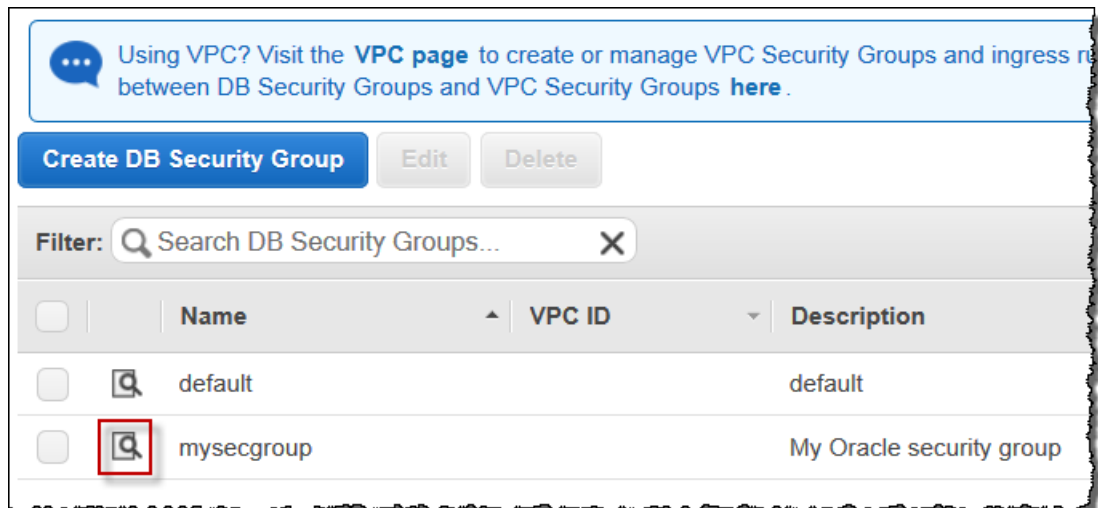 Using VPC? Visit the VPC page to create or manage VPC Security Groups and ingress
between DB Security Groups and VPC Security Groups here.
Create DB Security Group Edit Delete
Filter: Search DB Security Groups...
Name VPC ID Description
default default
mysecgroup My Oracle security group